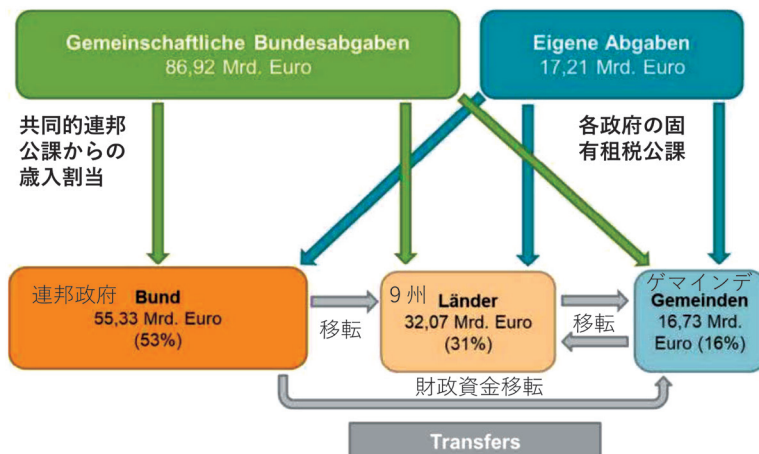 Gemeinschaftliche Bundesabgaben
86,92 Mrd. Euro
Eigene Abgaben
17,21 Mrd. Euro
共同的連邦
公課からの
歳入割当
各政府の固
有租税公課
連邦政府
Bund
55,33 Mrd. Euro
(53%)
移転
9州
Länder
32,07 Mrd. Euro
(31%)
移転
ゲマインデ
Gemeinden
16,73 Mrd.
Euro (16%)
財政資金移転
Transfers